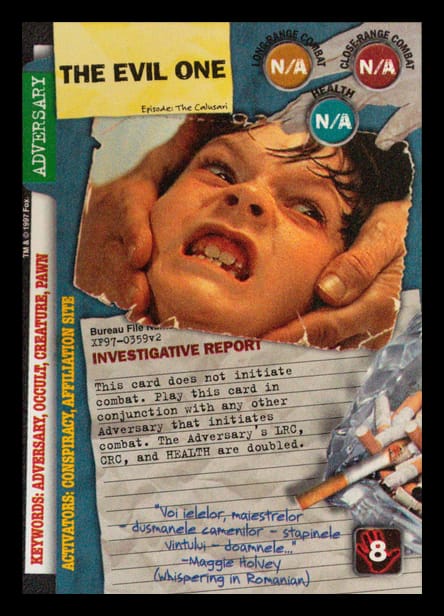 THE EVIL ONE
Episode: The Calusari
LONG-RANGE COMBAT
N/A
CLOSE-RANGE COMBAT
N/A
HEALTH
N/A
ADVERSARY
TM & © 1997 Fox.
KEYWORDS: ADVERSARY, OCCULT, CREATURE, PAWN
ACTIVATORS: CONSPIRACY, AFFILIATION SITE
Bureau File
XF97-0359v2
INVESTIGATIVE REPORT
This card does not initiate
combat. Play this card in
conjunction with any other
Adversary that initiates
combat. The Adversary's LRC,
CRC, and HEALTH are doubled.
"Voi ielelor, maiestrelor
- dusmanele camenilor - stapinele
vintului - doamnele..."
-Maggie Holvey
(whispering in Romanian)
8